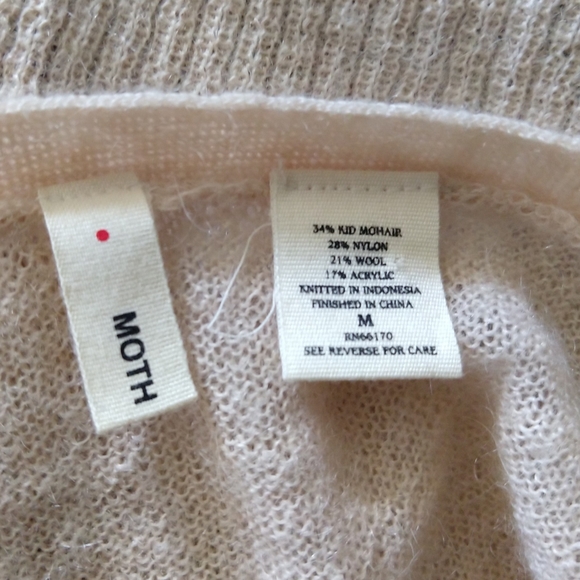 MOTH
34% KID MOHAIR
28% NYLON
21% WOOL
17% ACRYLIC
KNITTED IN INDONESIA
FINISHED IN CHINA
M
RN66170
SEE REVERSE FOR CARE